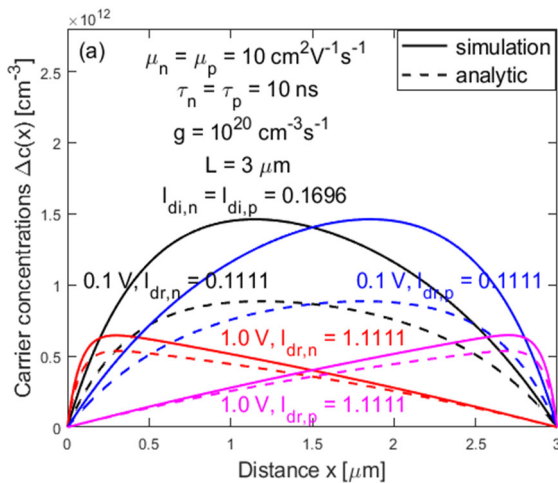 ×10¹²
(a)
μn = μp = 10 cm²V⁻¹s⁻¹
τn = τp = 10 ns
g = 10²⁰ cm⁻³s⁻¹
L = 3 μm
ldi,n = ldi,p = 0.1696
simulation
analytic
0.1 V, ldr,n = 0.1111
0.1 V, ldr,p = 0.1111
1.0 V, ldr,n = 1.1111
1.0 V, ldr,p = 1.1111
Carrier concentrations Δc(x) [cm⁻³]
2.5
2
1.5
1
0.5
0
0 0.5 1 1.5 2 2.5 3
Distance x [μm]